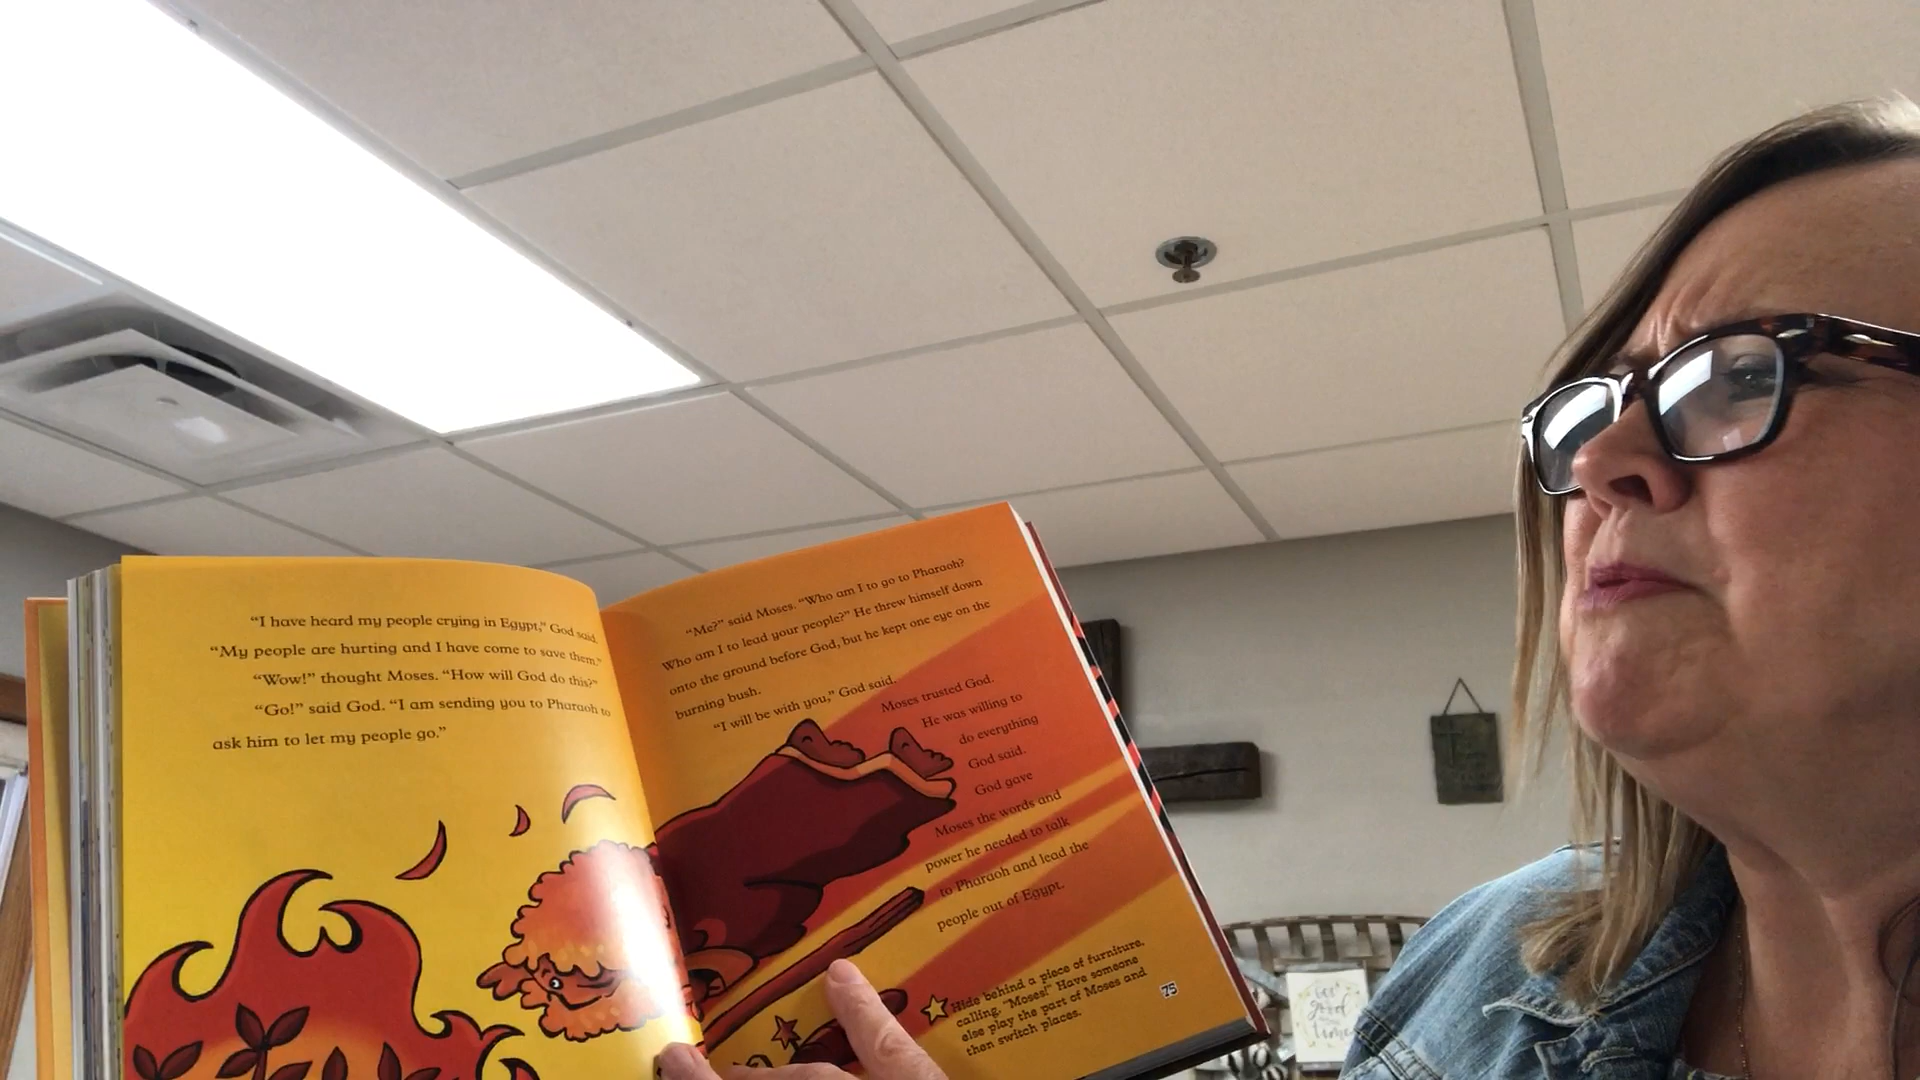 "I have heard my people crying in Egypt," God said.
"My people are hurting and I have come to save them."
"Wow!" thought Moses. "How will God do this?"
"Go!" said God. "I am sending you to Pharaoh to
ask him to let my people go."
"Me?" said Moses. "Who am I to go to Pharaoh?
Who am I to lead your people?" He threw himself down
onto the ground before God, but he kept one eye on the
burning bush.
"I will be with you," God said.
Moses trusted God.
He was willing to
do everything
God said.
God gave
Moses the words and
power he needed to talk
to Pharaoh and lead the
people out of Egypt.
Hide behind a piece of furniture,
calling, "Moses!" Have someone
else play the part of Moses and
then switch places.
75
good
time